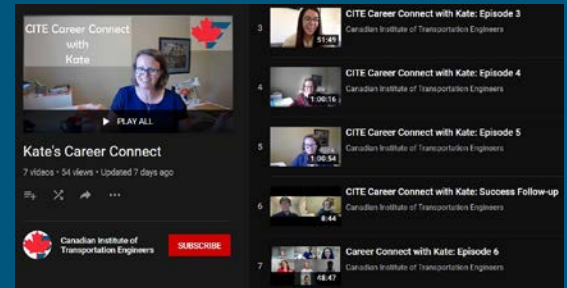 CITE Career Connect
with
Kate
PLAY ALL
Kate's Career Connect
7 videos • 54 views • Updated 7 days ago
Canadian Institute of
Transportation Engineers
SUBSCRIBE
3
51:49
CITE Career Connect with Kate: Episode 3
Canadian Institute of Transportation Engineers
4
1:00:16
CITE Career Connect with Kate: Episode 4
Canadian Institute of Transportation Engineers
5
1:00:54
CITE Career Connect with Kate: Episode 5
Canadian Institute of Transportation Engineers
6
8:44
CITE Career Connect with Kate: Success Follow-up
Canadian Institute of Transportation Engineers
7
48:47
Career Connect with Kate: Episode 6
Canadian Institute of Transportation Engineers